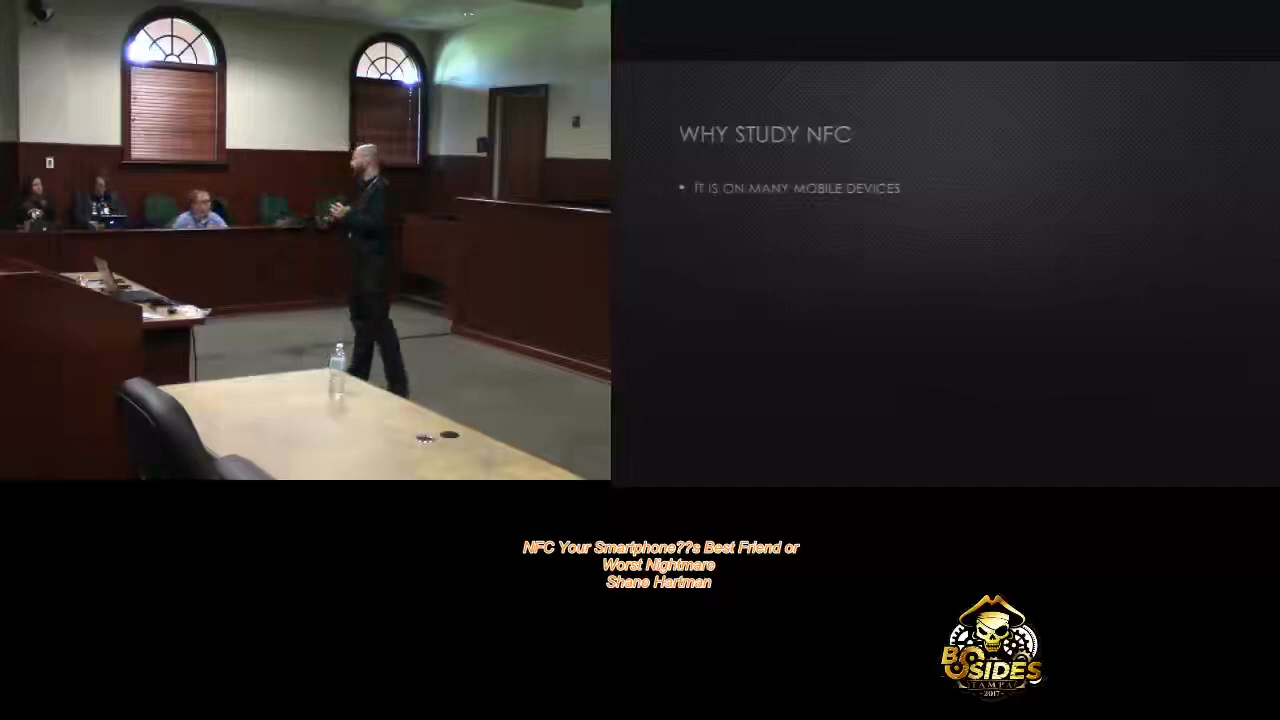 WHY STUDY NFC
• IT IS ON MANY MOBILE DEVICES
NFC Your Smartphone??s Best Friend or
Worst Nightmare
Shane Hartman
BSIDES
TAMPA
-2017-